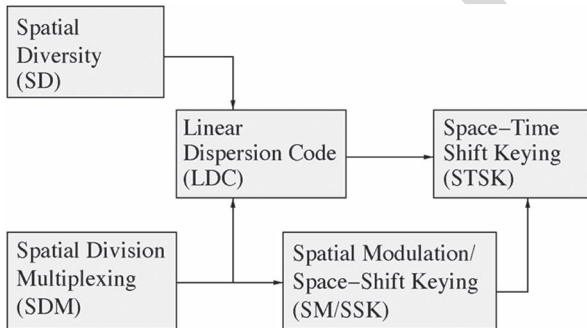 Spatial
Diversity
(SD)
Linear
Dispersion Code
(LDC)
Space–Time
Shift Keying
(STSK)
Spatial Division
Multiplexing
(SDM)
Spatial Modulation/
Space–Shift Keying
(SM/SSK)